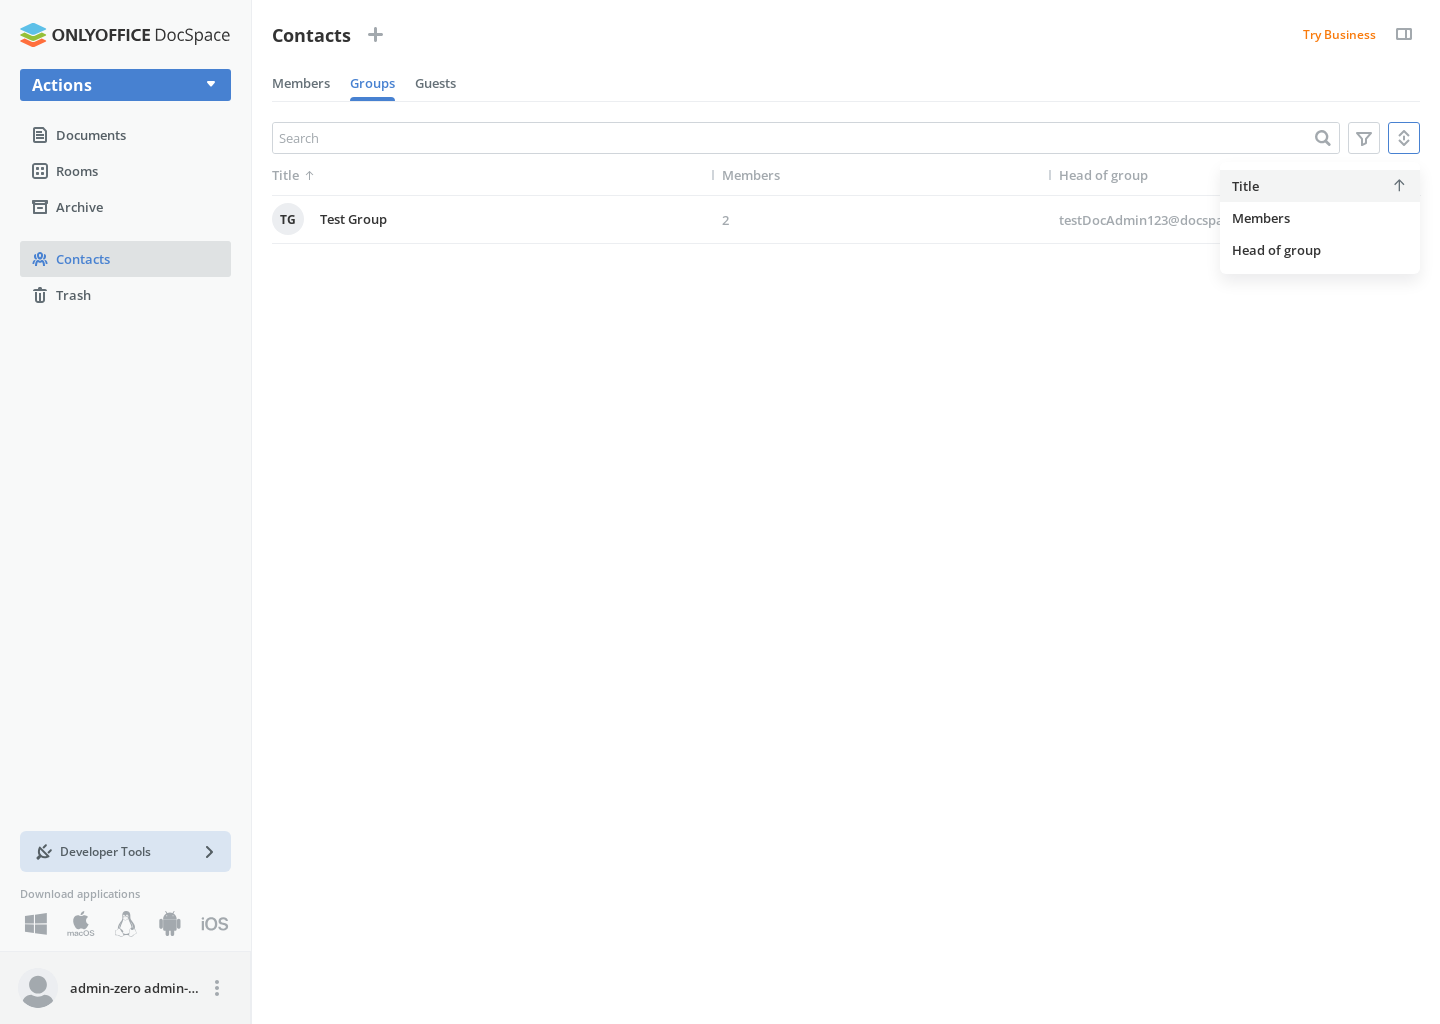 ONLYOFFICE DocSpace
Actions
Documents
Rooms
Archive
Contacts
Trash
Developer Tools
Download applications
macOS
iOS
admin-zero admin-...
Contacts
Try Business
Members Groups Guests
Search
Title Members Head of group
TG Test Group 2 testDocAdmin123@docspa
Title
Members
Head of group